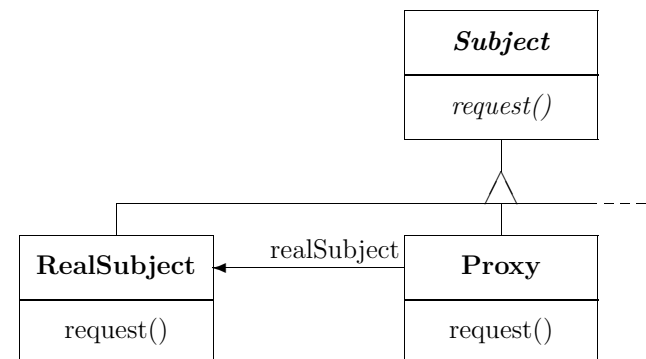 Subject
request()
realSubject
RealSubject
Proxy
request()
request()